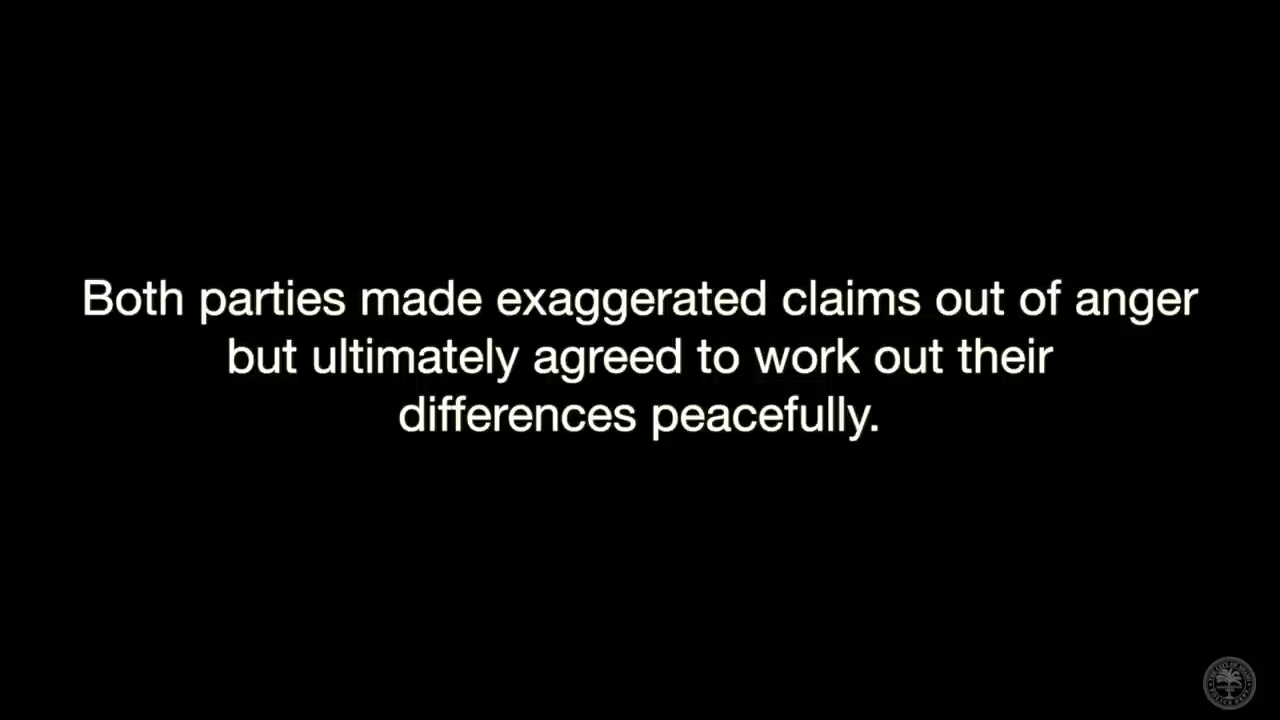 Both parties made exaggerated claims out of anger
but ultimately agreed to work out their
differences peacefully.